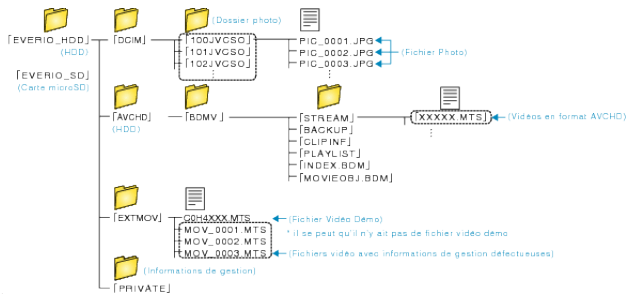 (Dossier photo)
「EVERIO_HDD」
(HDD)
「DCIM」
「100JVCSO」
「101JVCSO」
「102JVCSO」
PIC_0001.JPG
PIC_0002.JPG
PIC_0003.JPG
(Fichier Photo)
「EVERIO_SD」
(Carte microSD)
「AVCHD」
(HDD)
「BDMV」
「STREAM」
「BACKUP」
「CLIPINF」
「PLAYLIST」
「INDEX.BDM」
「MOVIEOBJ.BDM」
「XXXXX.MTS」
(Vidéos en format AVCHD)
「EXTMOV」
C0H4XXX.MTS
(Fichier Vidéo Démo)
* il se peut qu'il n'y ait pas de fichier vidéo démo
MOV_0001.MTS
MOV_0002.MTS
MOV_0003.MTS
(Fichiers vidéo avec informations de gestion défectueuses)
(Informations de gestion)
「PRIVATE」